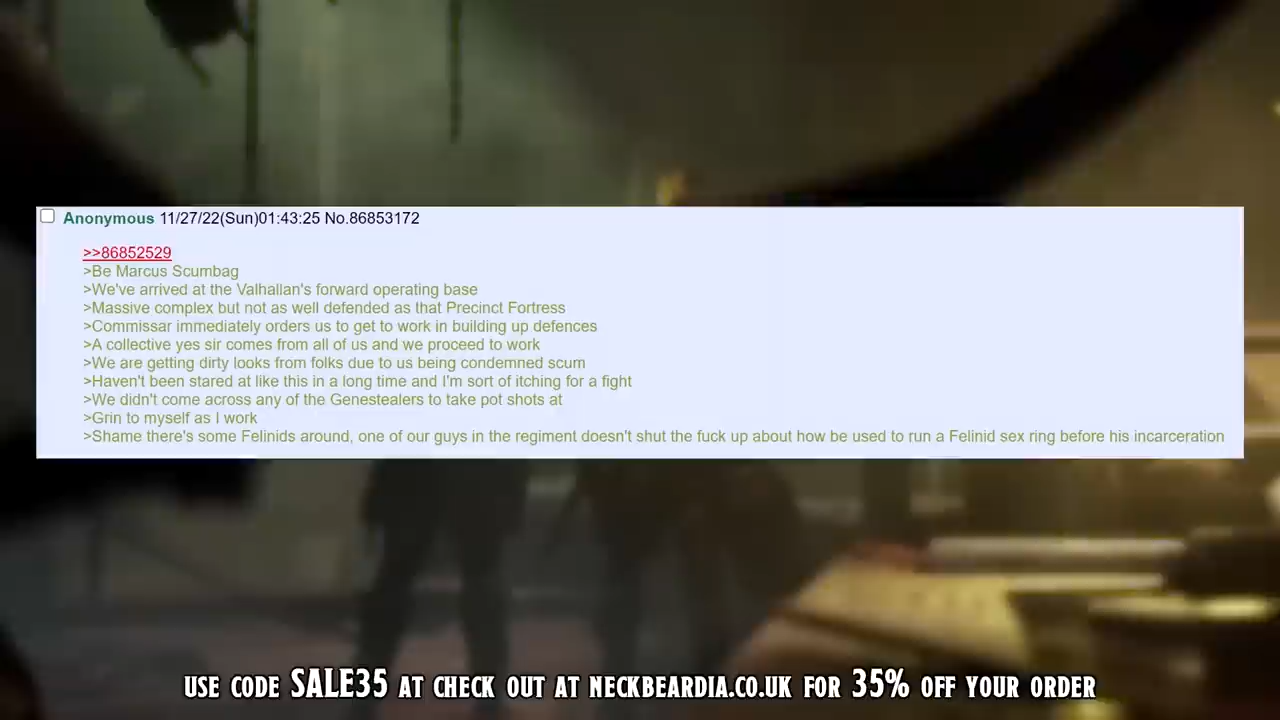 Anonymous 11/27/22(Sun)01:43:25 No.86853172
>>86852529
>Be Marcus Scumbag
>We've arrived at the Valhallan's forward operating base
>Massive complex but not as well defended as that Precinct Fortress
>Commissar immediately orders us to get to work in building up defences
>A collective yes sir comes from all of us and we proceed to work
>We are getting dirty looks from folks due to us being condemned scum
>Haven't been stared at like this in a long time and I'm sort of itching for a fight
>We didn't come across any of the Genestealers to take pot shots at
>Grin to myself as I work
>Shame there's some Felinids around, one of our guys in the regiment doesn't shut the fuck up about how be used to run a Felinid sex ring before his incarceration
USE CODE SALE35 AT CHECK OUT AT NECKBEARDIA.CO.UK FOR 35% OFF YOUR ORDER